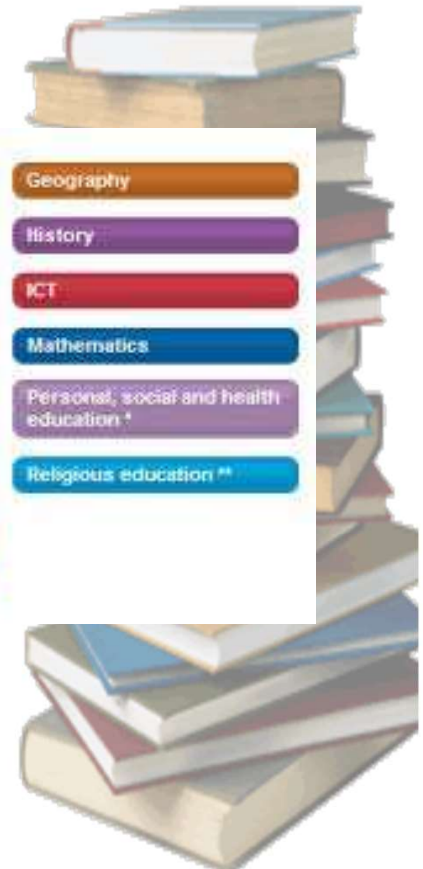 Geography
History
ICT
Mathematics
Personal, social and health
education *
Religious education **